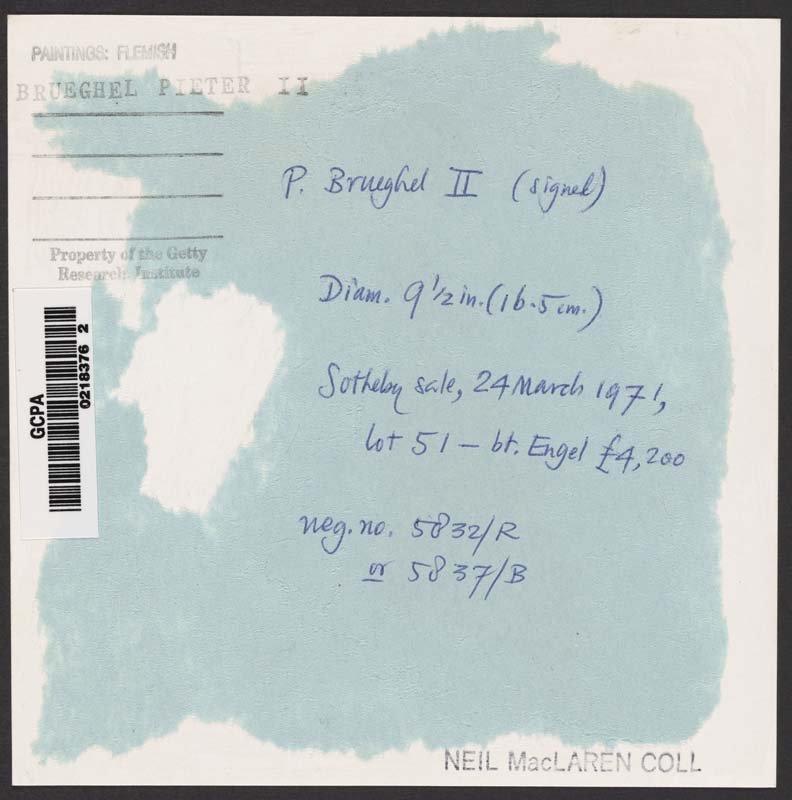 PAINTINGS: FLEMISH
BRUEGHEL PIETER II
Property of the Getty
Research Institute
GCPA
0218376 2
P. Brueghel II (signed)
Diam. 9 1/2 in. (16.5 cm.)
Sotheby sale, 24 March 1971,
lot 51 – bt. Engel £4,200
neg. no. 5832/R
or 5837/B
NEIL MacLAREN COLL